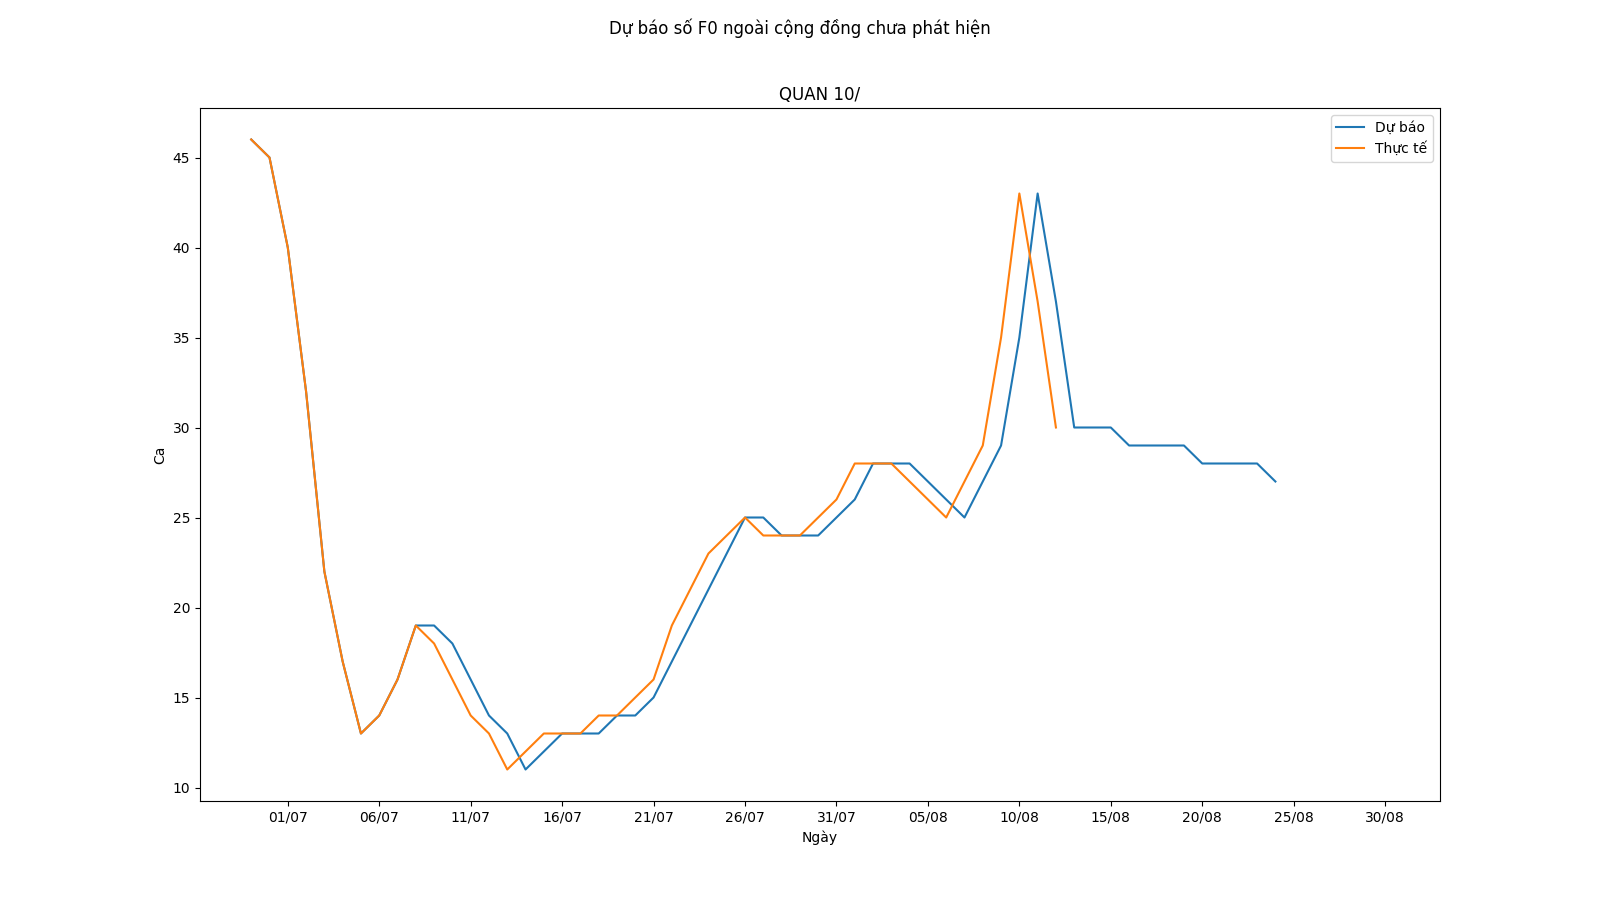 Dự báo số F0 ngoài cộng đồng chưa phát hiện
QUAN 10/
Dự báo
Thực tế
45
40
35
30
25
20
15
10
Ca
01/07 06/07 11/07 16/07 21/07 26/07 31/07 05/08 10/08 15/08 20/08 25/08 30/08
Ngày